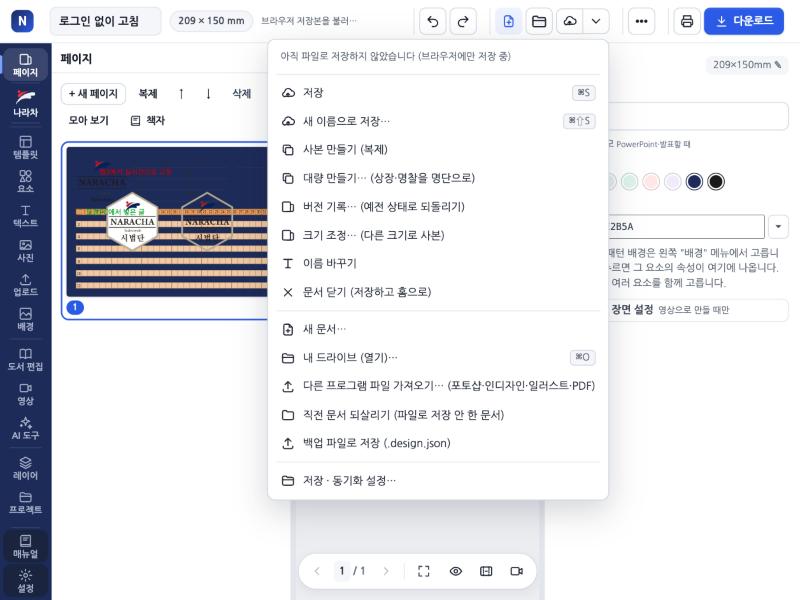 N
로그인 없이 고침
209 × 150 mm
브라우저 저장본을 불러…
다운로드
페이지
나라차
템플릿
요소
텍스트
사진
업로드
배경
도서 편집
영상
AI 도구
레이어
프로젝트
매뉴얼
설정
페이지
+ 새 페이지
복제
↑
↓
삭제
모아 보기
책자
NARACHA
NARACHA
시범단
NARACHA
1
아직 파일로 저장하지 않았습니다 (브라우저에만 저장 중)
저장 ⌘S
새 이름으로 저장… ⌘⇧S
사본 만들기 (복제)
대량 만들기… (상장·명찰을 명단으로)
버전 기록… (예전 상태로 되돌리기)
크기 조정… (다른 크기로 사본)
이름 바꾸기
문서 닫기 (저장하고 홈으로)
새 문서…
내 드라이브 (열기)… ⌘O
다른 프로그램 파일 가져오기… (포토샵·인디자인·일러스트·PDF)
직전 문서 되살리기 (파일로 저장 안 한 문서)
백업 파일로 저장 (.design.json)
저장 · 동기화 설정…
209×150mm ✎
PowerPoint·발표할 때
2B5A
패턴 배경은 왼쪽 "배경" 메뉴에서 고릅니
누르면 그 요소의 속성이 여기에 나옵니다.
여러 요소를 함께 고릅니다.
장면 설정 영상으로 만들 때만
1 / 1